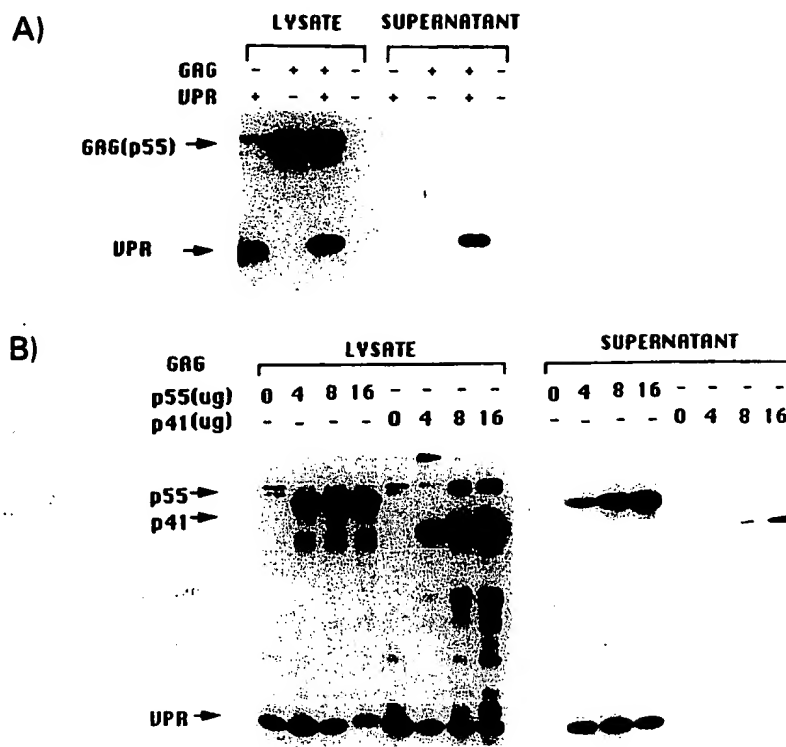 A)
LYSATE SUPERNATANT
GAG - + + - - + + -
VPR + - + - + - + -
GAG(p55)
VPR
B)
GAG LYSATE SUPERNATANT
p55(ug) 0 4 8 16 - - - - 0 4 8 16 - - - -
p41(ug) - - - - 0 4 8 16 - - - - 0 4 8 16
p55
p41
VPR